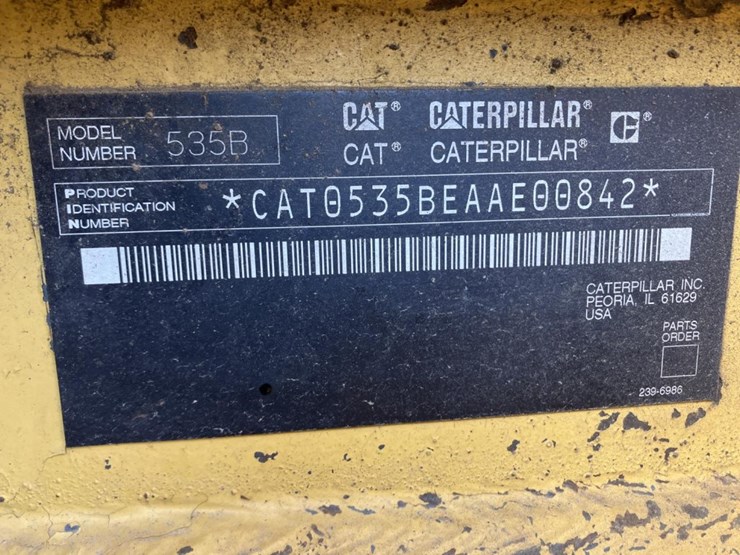 MODEL
NUMBER 535B
CAT® CATERPILLAR® C®
CAT® CATERPILLAR®
PRODUCT
IDENTIFICATION
NUMBER
*CAT0535BEAAE00842*
CATERPILLAR INC.
PEORIA, IL 61629
USA
PARTS
ORDER
239-6986